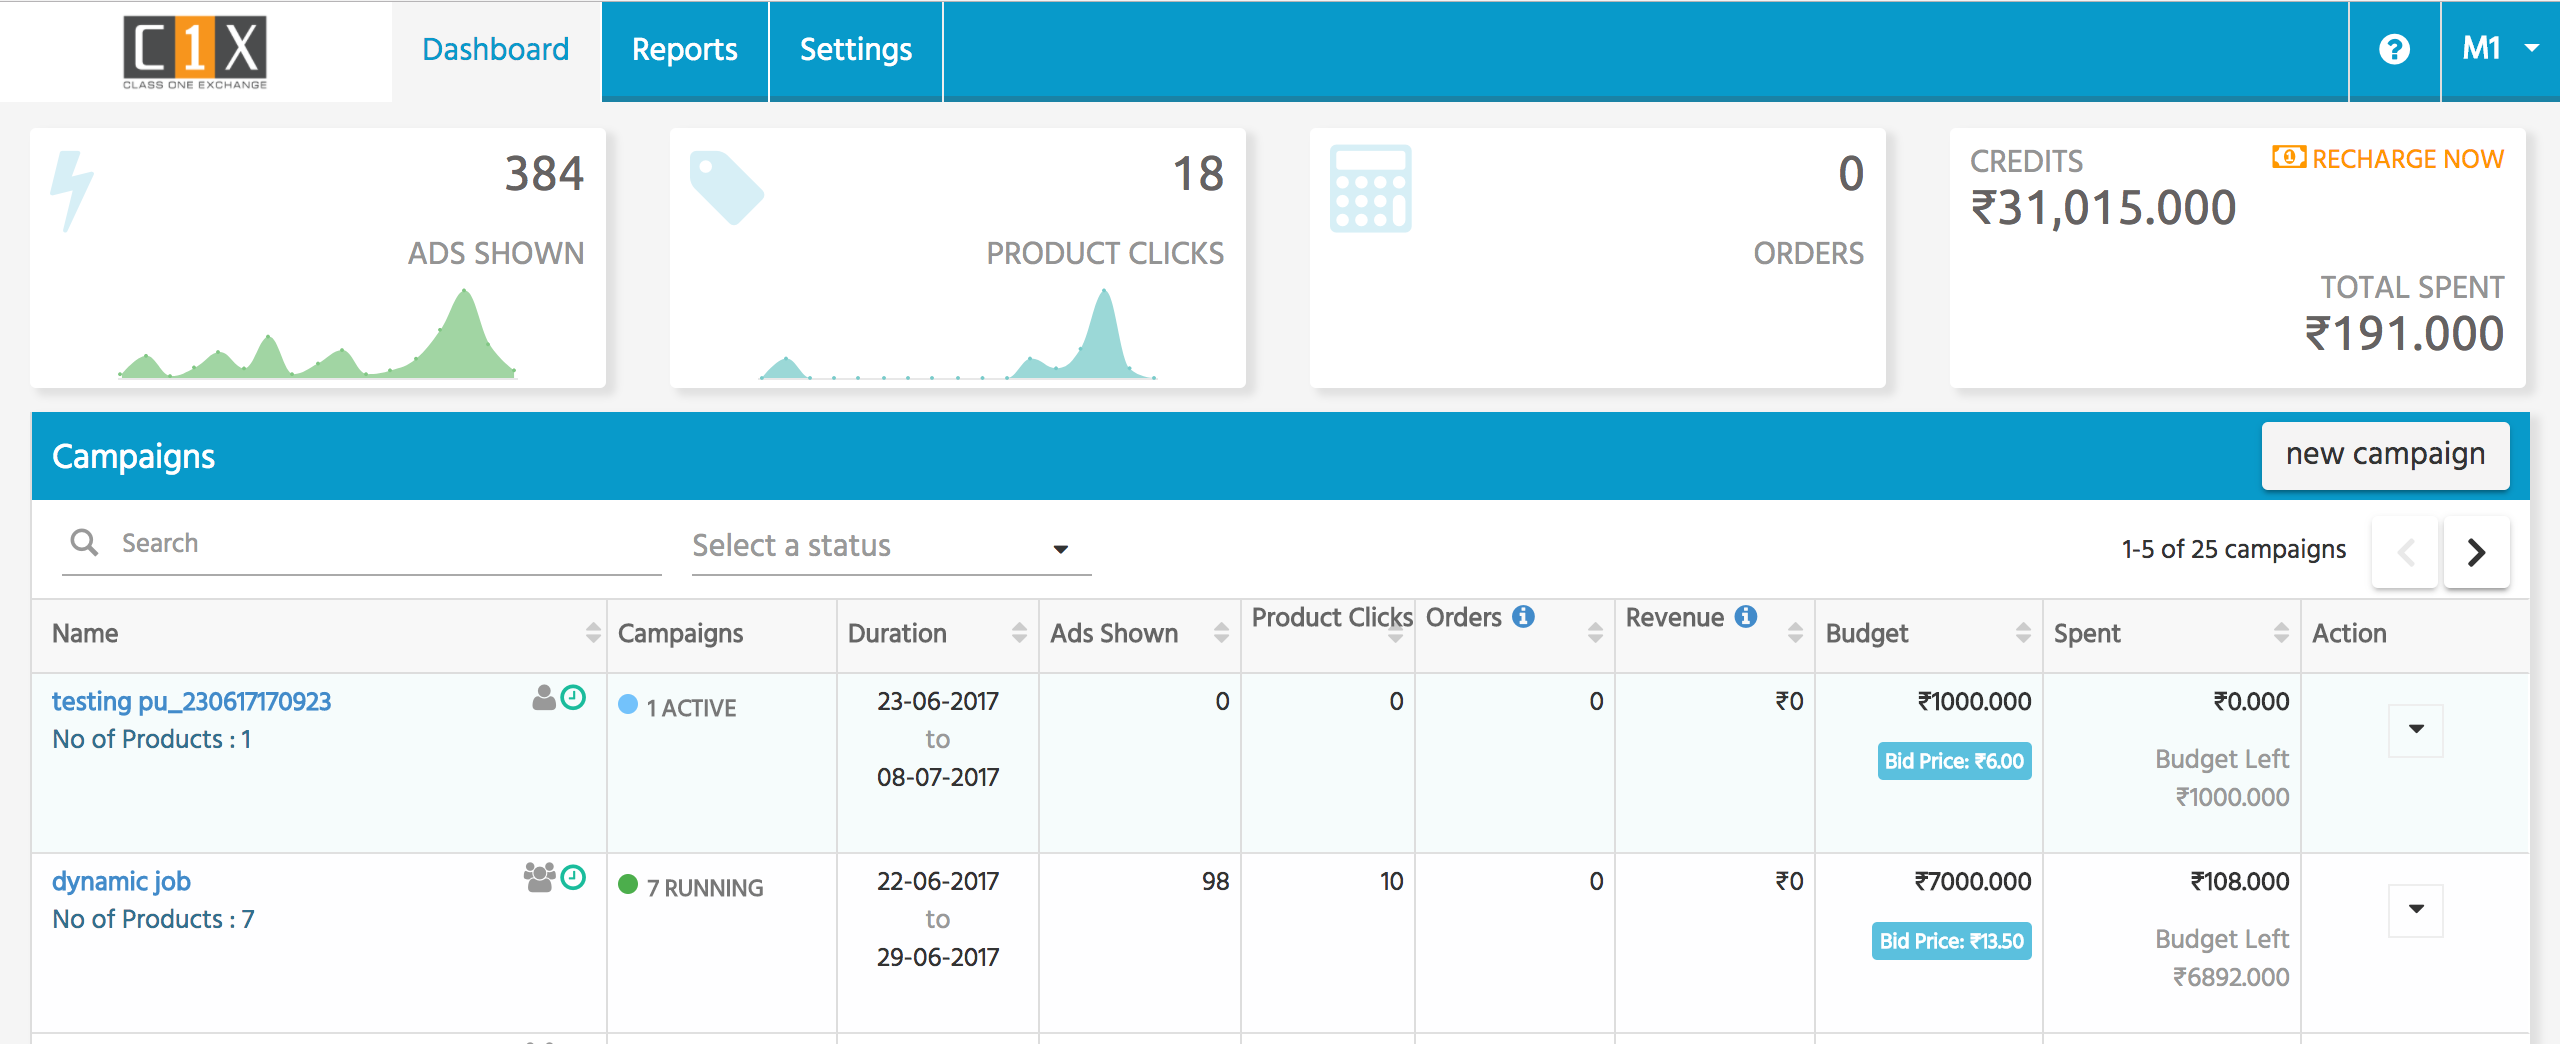 C1X
CLASS ONE EXCHANGE
Dashboard
Reports
Settings
M1
384
ADS SHOWN
18
PRODUCT CLICKS
0
ORDERS
CREDITS
RECHARGE NOW
₹31,015.000
TOTAL SPENT
₹191.000
Campaigns
new campaign
Search
Select a status
1-5 of 25 campaigns
Name
Campaigns
Duration
Ads Shown
Product Clicks
Orders
Revenue
Budget
Spent
Action
testing pu_230617170923
No of Products : 1
1 ACTIVE
23-06-2017
to
08-07-2017
0
0
0
₹0
₹1000.000
Bid Price: ₹6.00
₹0.000
Budget Left
₹1000.000
dynamic job
No of Products : 7
7 RUNNING
22-06-2017
to
29-06-2017
98
10
0
₹0
₹7000.000
Bid Price: ₹13.50
₹108.000
Budget Left
₹6892.000